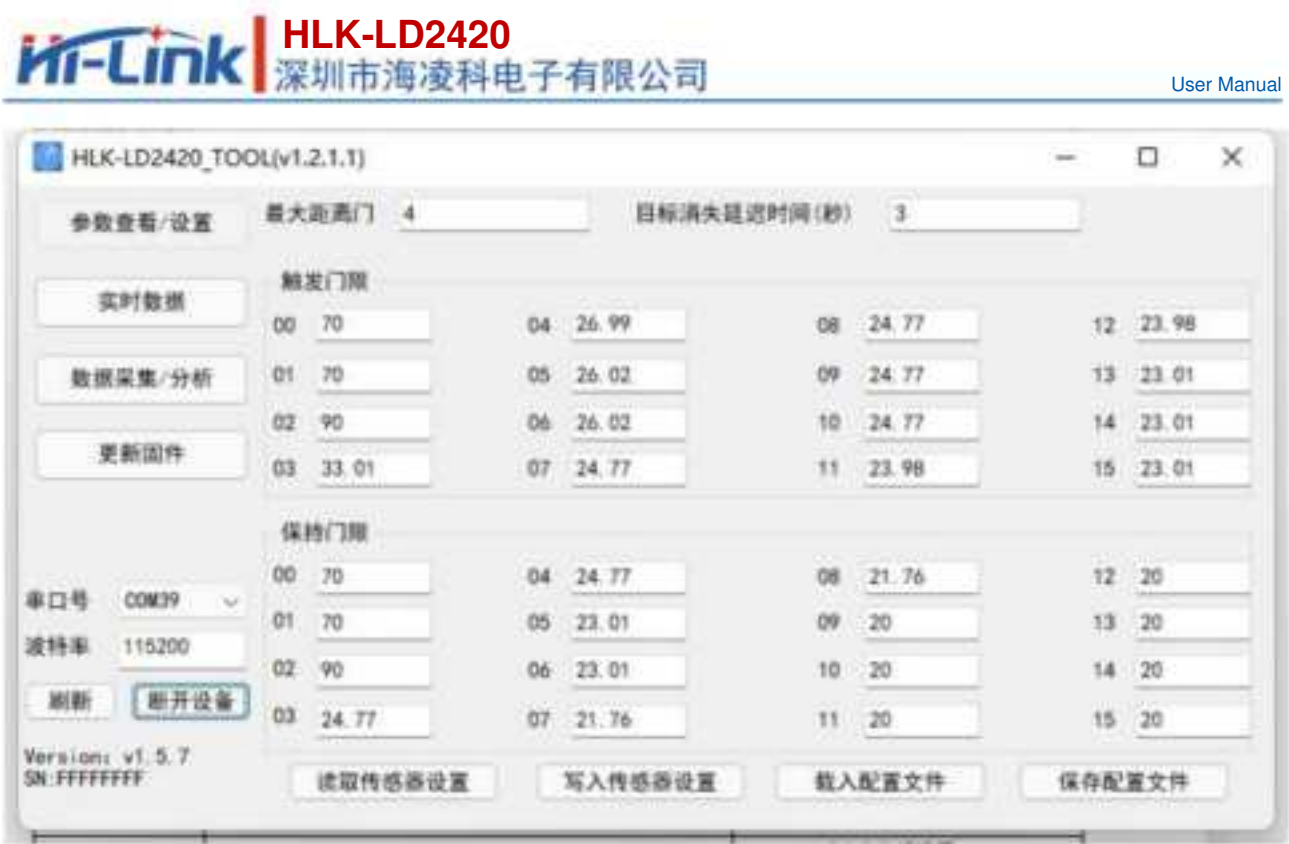 Hi-Link HLK-LD2420
深圳市海凌科电子有限公司
User Manual
HLK-LD2420_TOOL(v1.2.1.1)
参数查看/设置 最大距离门 4 目标消失延迟时间(秒) 3
实时数据
数据采集/分析
更新固件
触发门限
00 70 04 26.99 08 24.77 12 23.98
01 70 05 26.02 09 24.77 13 23.01
02 90 06 26.02 10 24.77 14 23.01
03 33.01 07 24.77 11 23.98 15 23.01
保持门限
00 70 04 24.77 08 21.76 12 20
01 70 05 23.01 09 20 13 20
02 90 06 23.01 10 20 14 20
03 24.77 07 21.76 11 20 15 20
串口号 COM39
波特率 115200
刷新 断开设备
Version: v1.5.7
SN:FFFFFFFF
读取传感器设置 写入传感器设置 载入配置文件 保存配置文件